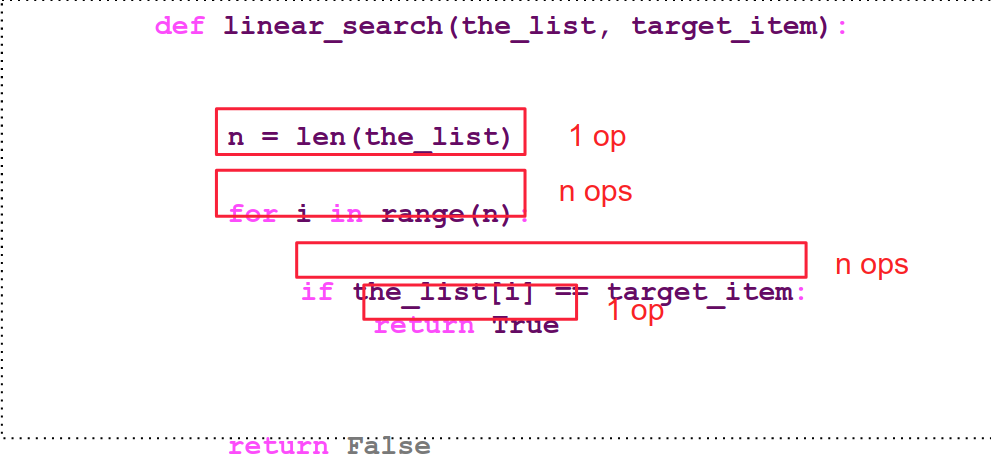 def linear_search(the_list, target_item):
n = len(the_list) 1 op
n ops
for i in range(n):
n ops
if the_list[i] == target_item:
1 op
return True
return False